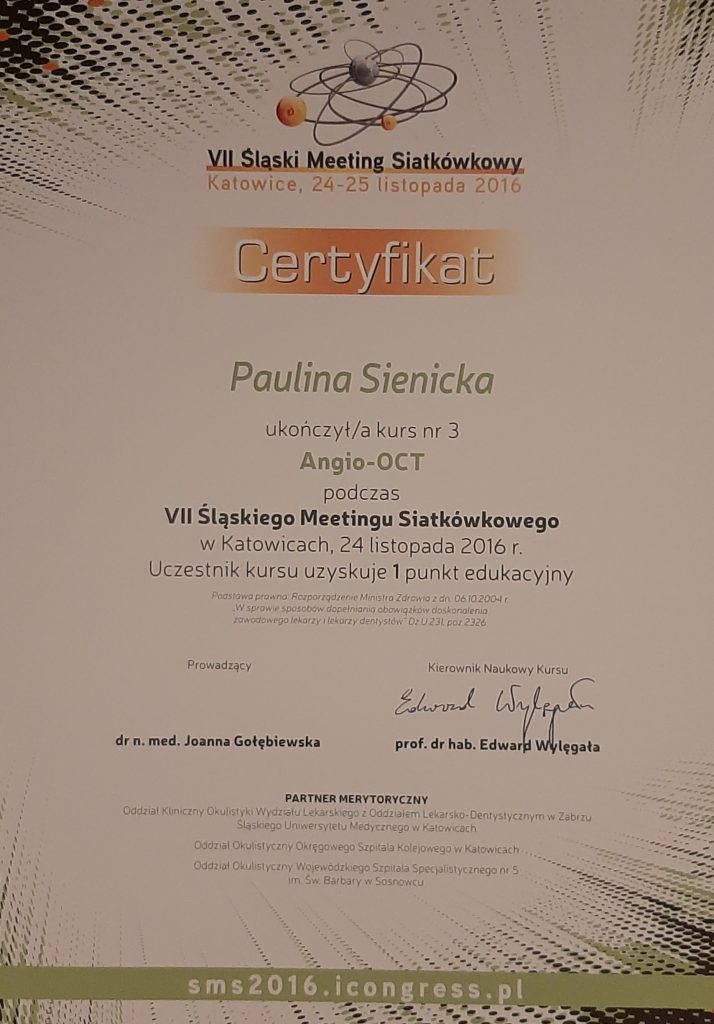 VII Śląski Meeting Siatkówkowy
Katowice, 24-25 listopada 2016
Certyfikat
Paulina Sienicka
ukończył/a kurs nr 3
Angio-OCT
podczas
VII Śląskiego Meetingu Siatkówkowego
w Katowicach, 24 listopada 2016 r.
Uczestnik kursu uzyskuje 1 punkt edukacyjny
Podstawa prawna: Rozporządzenie Ministra Zdrowia z dn. 06.10.2004 r.
„W sprawie sposobów dopełniania obowiązków doskonalenia
zawodowego lekarzy i lekarzy dentystów" Dz.U.231, poz 2326
Prowadzący
Kierownik Naukowy Kursu
Edward Wylęgała
dr n. med. Joanna Gołębiewska
prof. dr hab. Edward Wylęgała
PARTNER MERYTORYCZNY
Oddział Kliniczny Okulistyki Wydziału Lekarskiego z Oddziałem Lekarsko-Dentystycznym w Zabrzu
Śląskiego Uniwersytetu Medycznego w Katowicach
Oddział Okulistyczny Okręgowego Szpitala Kolejowego w Katowicach
Oddział Okulistyczny Wojewódzkiego Szpitala Specjalistycznego nr 5
im. Św. Barbary w Sosnowcu
sms2016.icongress.pl